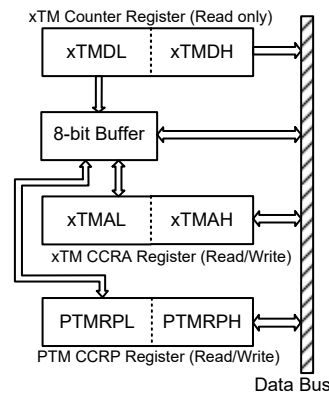 xTM Counter Register (Read only)
xTMDL xTMDH
8-bit Buffer
xTMAL xTMAH
xTM CCRA Register (Read/Write)
PTMRPL PTMRPH
PTM CCRP Register (Read/Write)
Data Bus